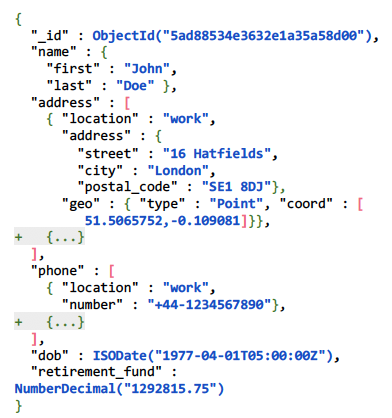 {
"_id" : ObjectId("5ad88534e3632e1a35a58d00"),
"name" : {
"first" : "John",
"last" : "Doe" },
"address" : [
{ "location" : "work",
"address" : {
"street" : "16 Hatfields",
"city" : "London",
"postal_code" : "SE1 8DJ"},
"geo" : { "type" : "Point", "coord" : [
51.5065752,-0.109081]}},
+ {...}
],
"phone" : [
{ "location" : "work",
"number" : "+44-1234567890"},
+ {...}
],
"dob" : ISODate("1977-04-01T05:00:00Z"),
"retirement_fund" :
NumberDecimal("1292815.75")
}